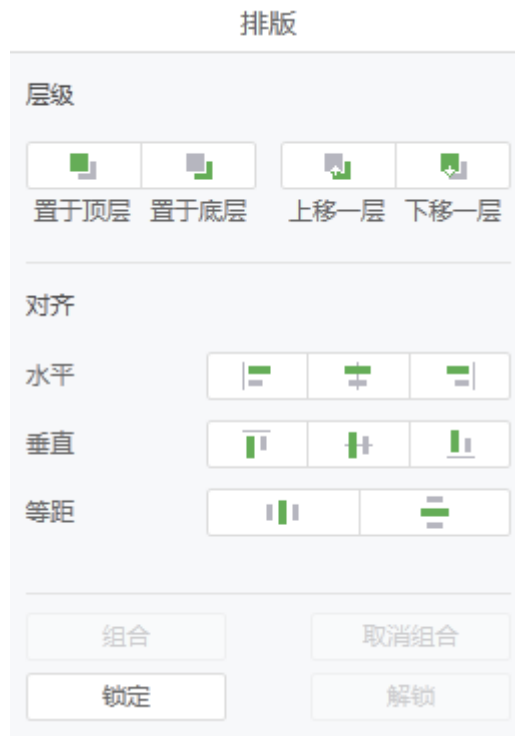 排版
层级
置于顶层 置于底层 上移一层 下移一层
对齐
水平
垂直
等距
组合 取消组合
锁定 解锁